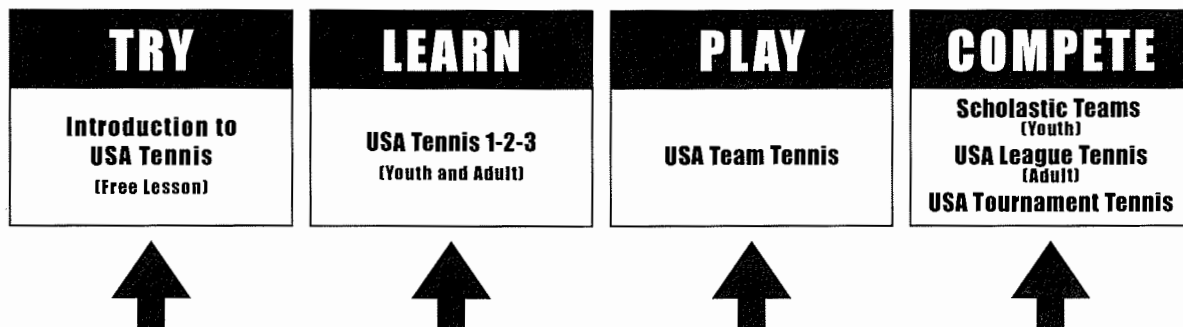 TRY
Introduction to
USA Tennis
(Free Lesson)
LEARN
USA Tennis 1-2-3
(Youth and Adult)
PLAY
USA Team Tennis
COMPETE
Scholastic Teams
(Youth)
USA League Tennis
(Adult)
USA Tournament Tennis